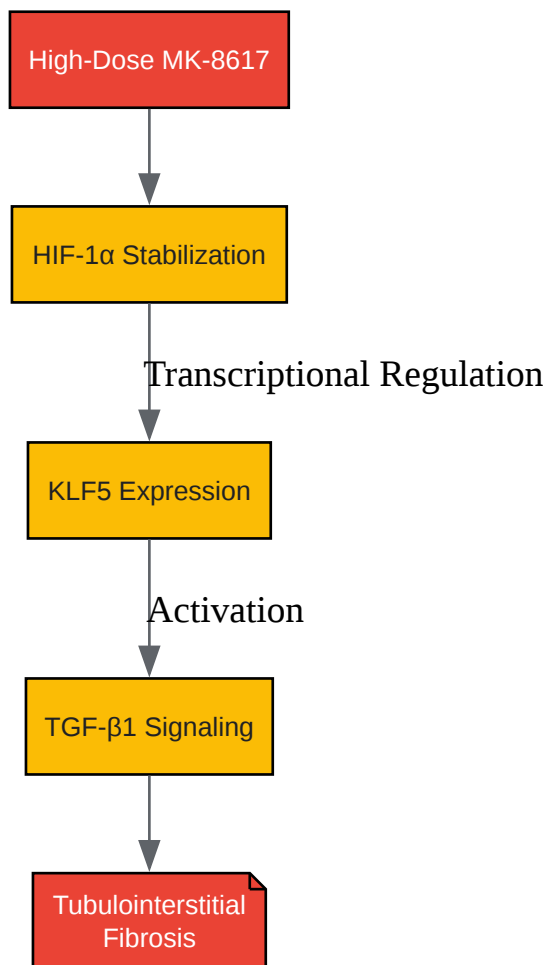 High-Dose MK-8617
HIF-1α Stabilization
Transcriptional Regulation
KLF5 Expression
Activation
TGF-β1 Signaling
Tubulointerstitial
Fibrosis